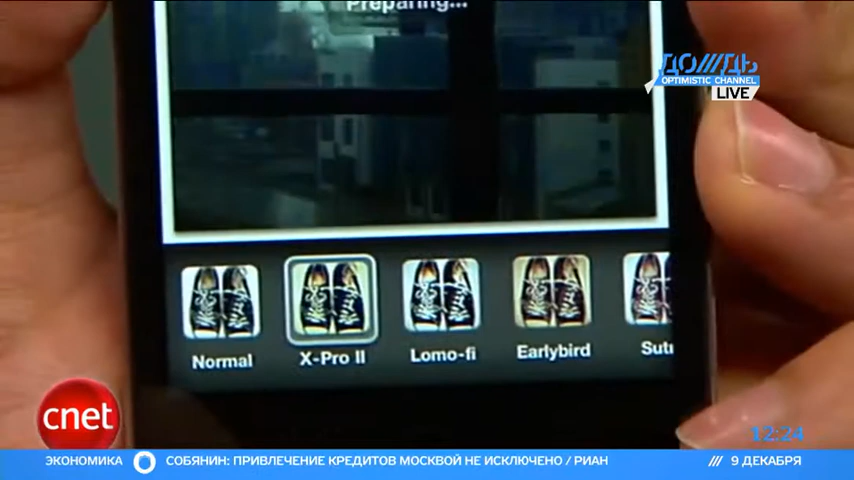 Preparing...
ДОЖДЬ
OPTIMISTIC CHANNEL
LIVE
Normal
X-Pro II
Lomo-fi
Earlybird
Sut
cnet
12:24
ЭКОНОМИКА
СОБЯНИН: ПРИВЛЕЧЕНИЕ КРЕДИТОВ МОСКВОЙ НЕ ИСКЛЮЧЕНО / РИАН
/// 9 ДЕКАБРЯ